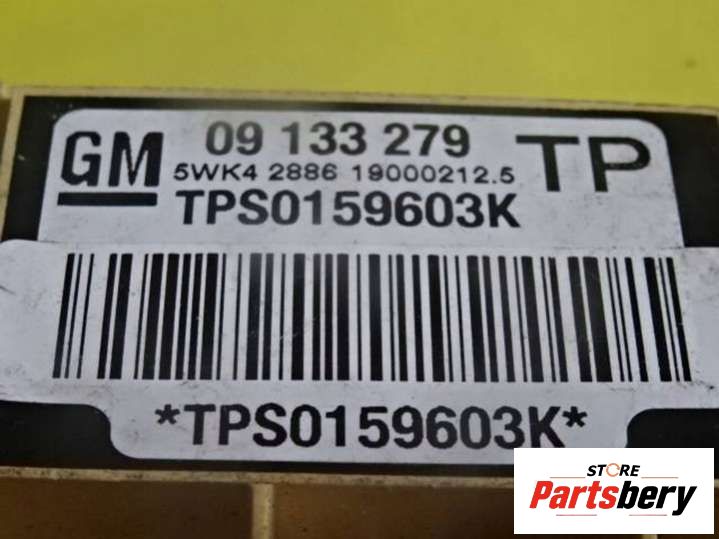 GM 09 133 279 TP
5WK4 2886 19000212.5
TPS0159603K
*TPS0159603K*
STORE
Partsbery